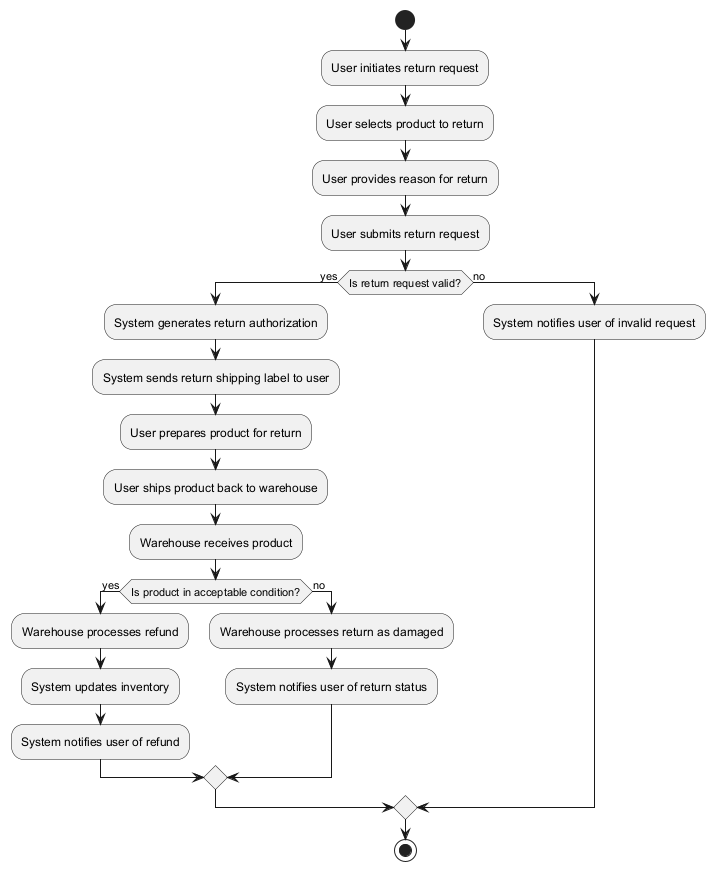 User initiates return request
User selects product to return
User provides reason for return
User submits return request
yes
Is return request valid?
no
System generates return authorization
System notifies user of invalid request
System sends return shipping label to user
User prepares product for return
User ships product back to warehouse
Warehouse receives product
yes
Is product in acceptable condition?
no
Warehouse processes refund
Warehouse processes return as damaged
System updates inventory
System notifies user of return status
System notifies user of refund